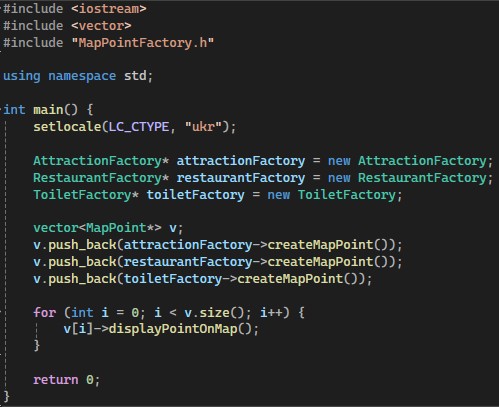 #include <iostream>
#include <vector>
#include "MapPointFactory.h"
using namespace std;
int main() {
setlocale(LC_CTYPE, "ukr");
AttractionFactory* attractionFactory = new AttractionFactory;
RestaurantFactory* restaurantFactory = new RestaurantFactory;
ToiletFactory* toiletFactory = new ToiletFactory;
vector<MapPoint*> v;
v.push_back(attractionFactory->createMapPoint());
v.push_back(restaurantFactory->createMapPoint());
v.push_back(toiletFactory->createMapPoint());
for (int i = 0; i < v.size(); i++) {
v[i]->displayPointOnMap();
}
return 0;
}